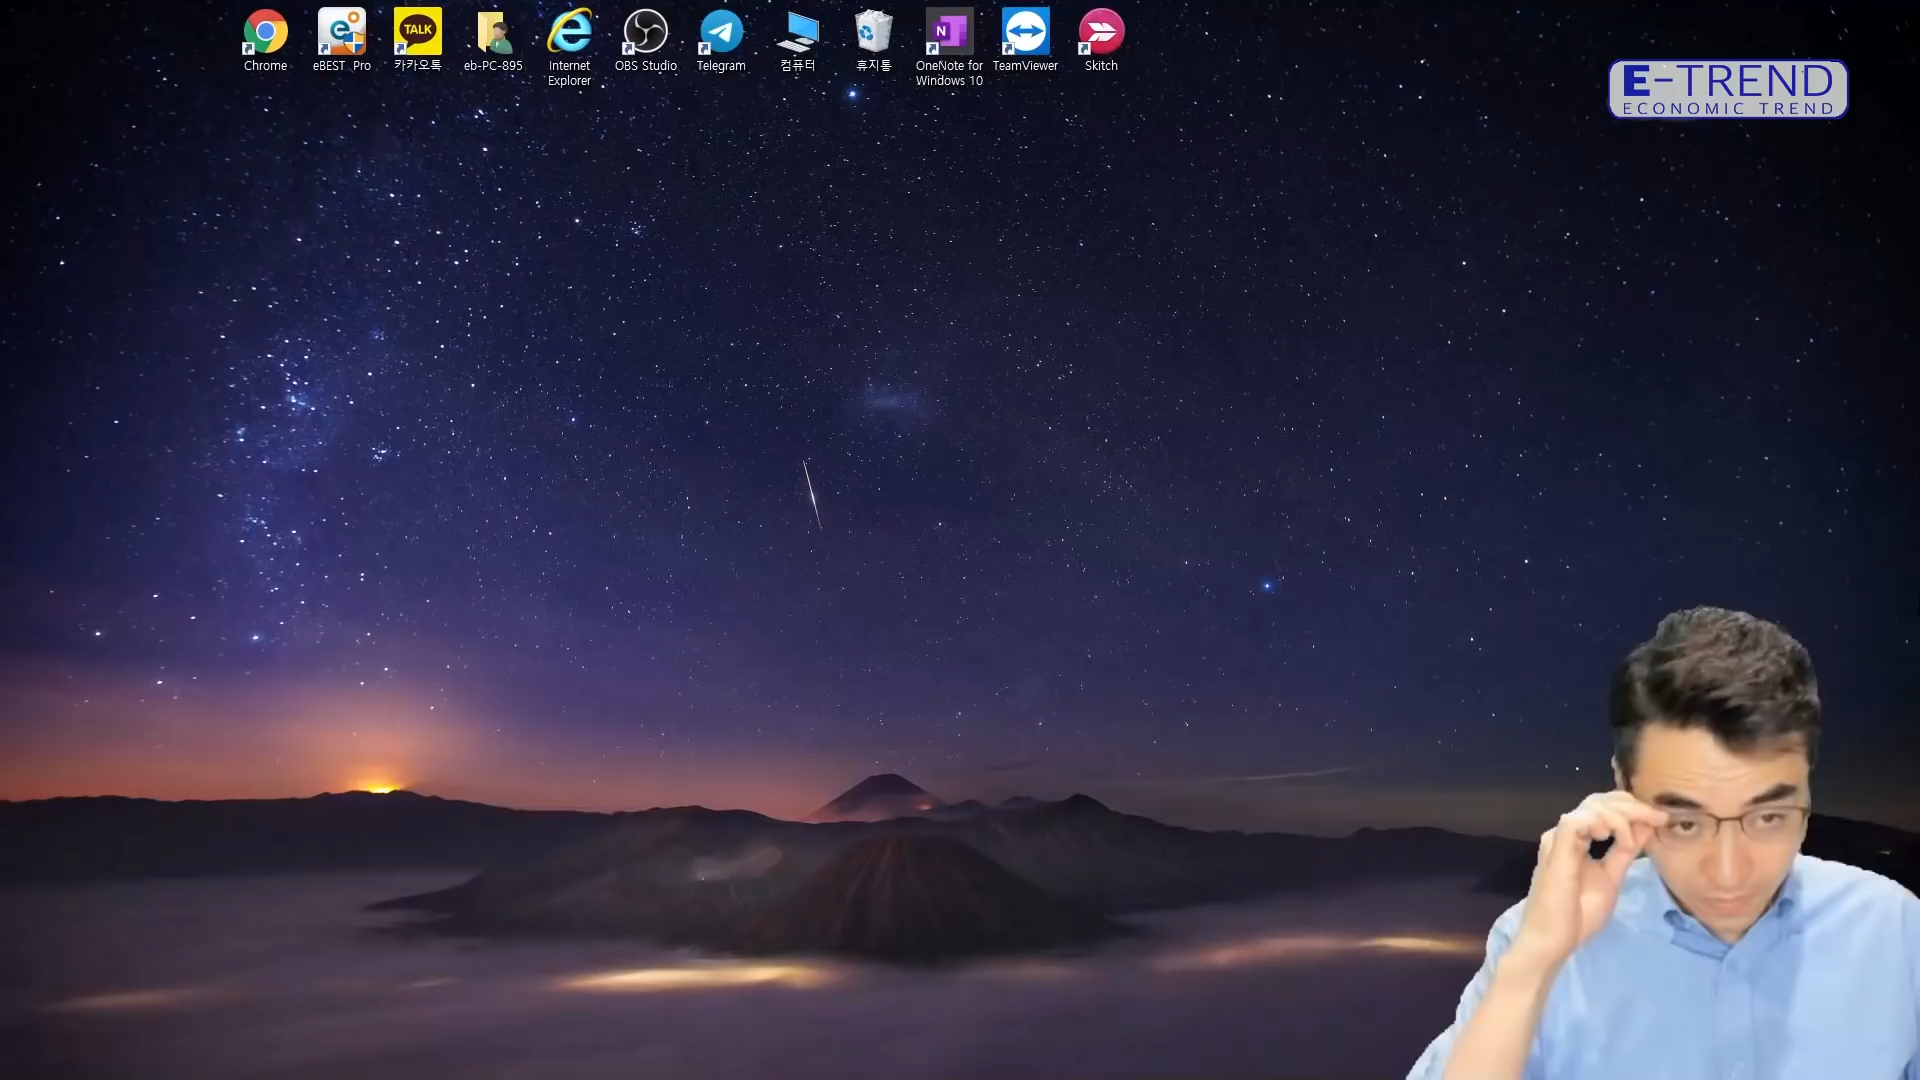 TALK
N
Chrome
eBEST Pro
카카오톡
eb-PC-895
Internet
Explorer
OBS Studio
Telegram
컴퓨터
휴지통
OneNote for
Windows 10
TeamViewer
Skitch
E-TREND
ECONOMIC TREND